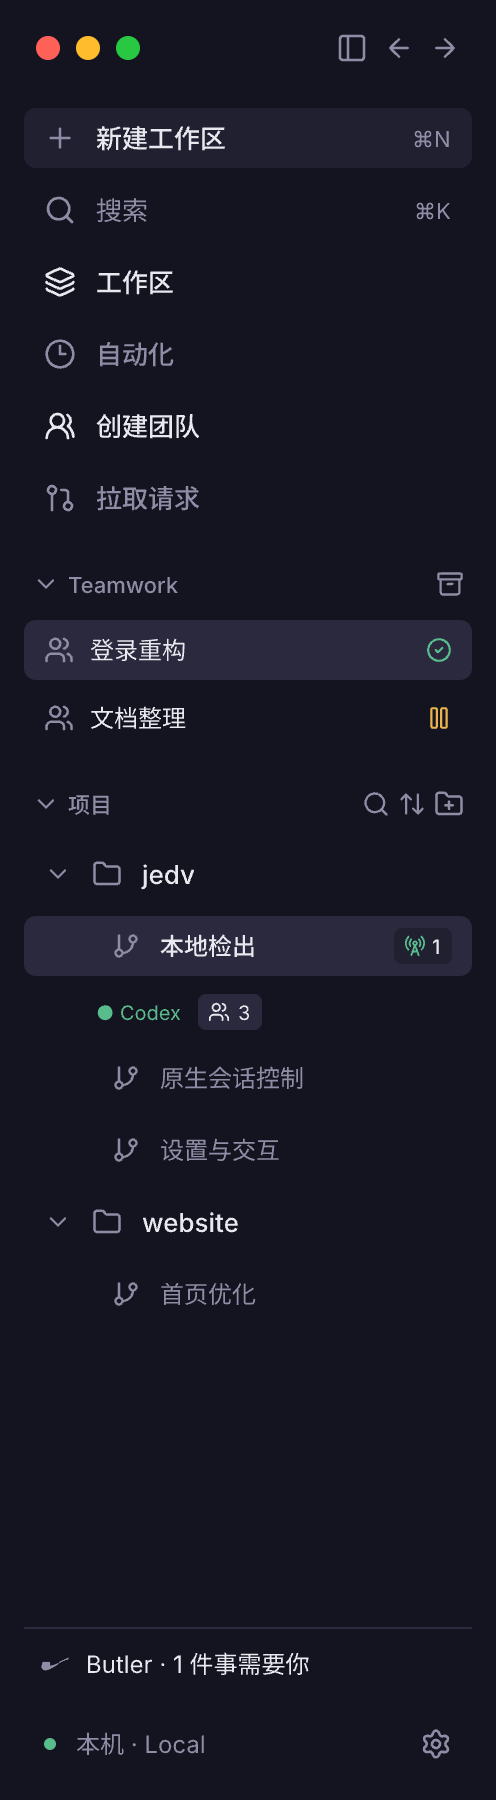 新建工作区 ⌘N
搜索 ⌘K
工作区
自动化
创建团队
拉取请求
Teamwork
登录重构
文档整理
项目
jedv
本地检出 1
Codex 3
原生会话控制
设置与交互
website
首页优化
Butler · 1 件事需要你
本机 · Local